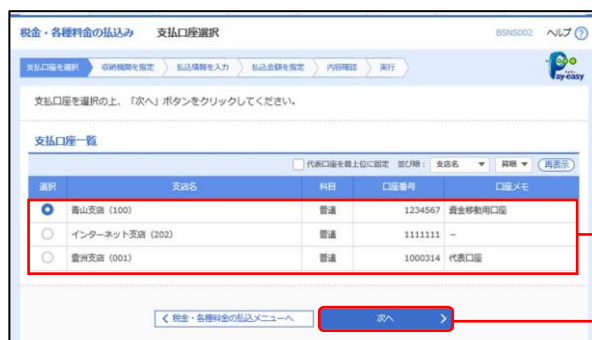 税金・各種料金の払込み 支払口座選択 BSNS002 ヘルプ ?
支払口座を選択 収納機関を指定 払込情報を入力 払込金額を指定 内容確認 実行 Pay-easy
支払口座を選択の上、「次へ」ボタンをクリックしてください。
支払口座一覧
代表口座を最上位に固定 並び順： 支店名 ▼ 昇順 ▼ 再表示
選択 支店名 科目 口座番号 口座メモ
青山支店（100） 普通 1234567 資金移動用口座
インターネット支店（202） 普通 1111111 －
豊洲支店（001） 普通 1000314 代表口座
税金・各種料金の払込メニューへ 次へ